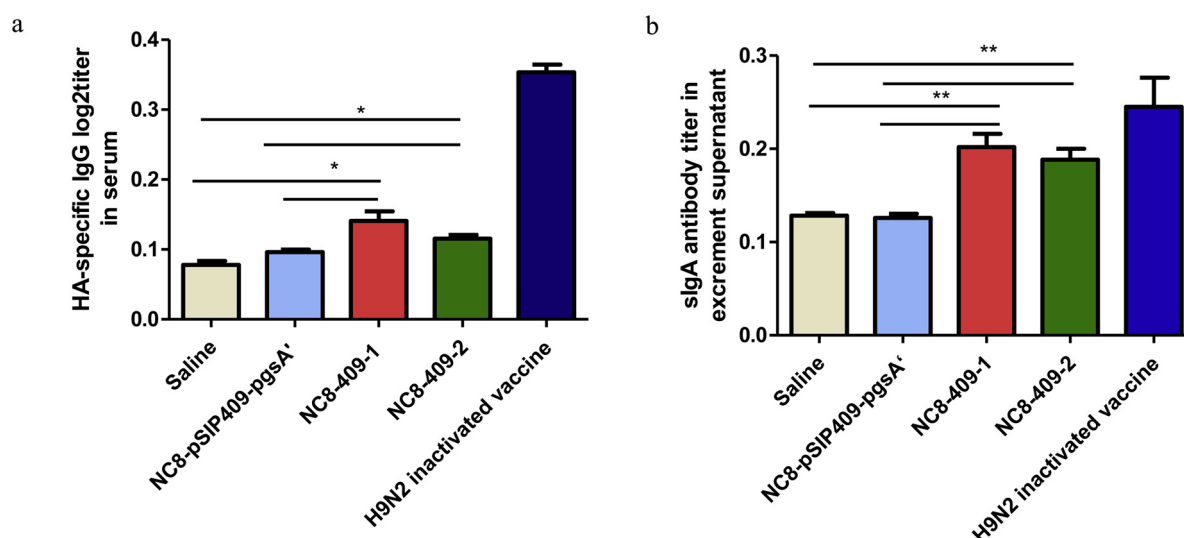 a
HA-specific IgG log2titer
in serum
0.4
0.3
0.2
0.1
0.0
*
*
Saline
NC8-pSIP409-pgsA'
NC8-409-1
NC8-409-2
H9N2 inactivated vaccine
b
sIgA antibody titer in
excrement supernatant
0.3
0.2
0.1
0.0
**
**
Saline
NC8-pSIP409-pgsA‘
NC8-409-1
NC8-409-2
H9N2 inactivated vaccine